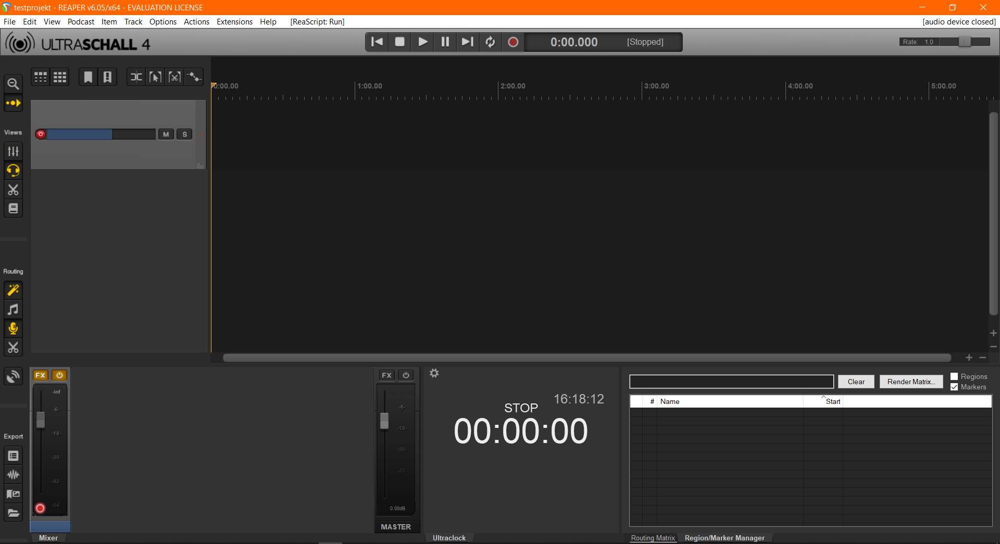 testprojekt - REAPER v6.05/x64 - EVALUATION LICENSE
File Edit View Podcast Item Track Options Actions Extensions Help [ReaScript: Run] [audio device closed]
ULTRASCHALL 4
0:00.000 [Stopped]
Rate: 1.0
0:00.00 1:00.00 2:00.00 3:00.00 4:00.00 5:00.00
M S
Views
Routing
Export
FX
-inf
-6-
-18-
-30-
-42-
-54-
Mixer
FX
-6-
-18-
-30-
-42-
0.00dB
MASTER
16:18:12
STOP
00:00:00
Ultraclock
Clear Render Matrix...
Regions
Markers
# Name Start
Routing Matrix Region/Marker Manager